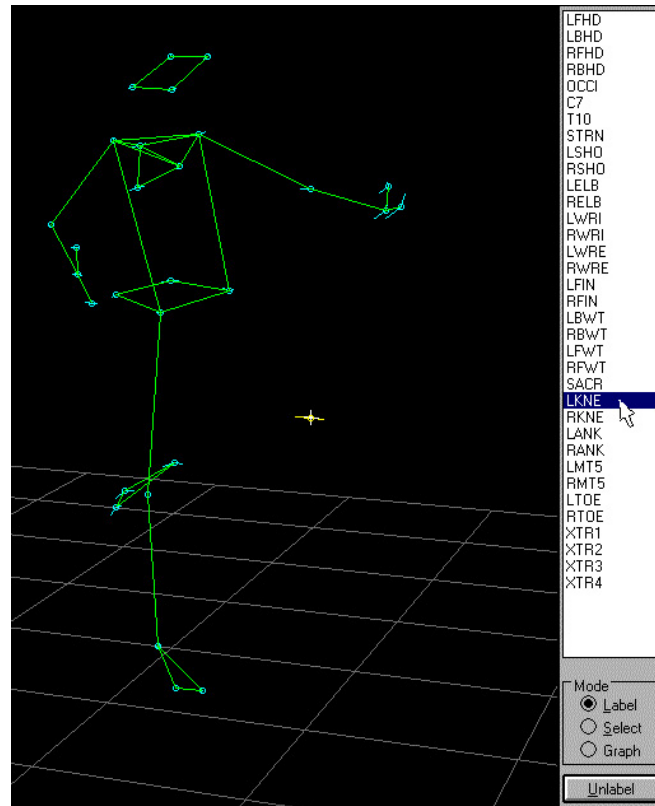 LFHD
LBHD
RFHD
RBHD
OCCI
C7
T10
STRN
LSHO
RSHO
LELB
RELB
LWRI
RWRI
LWRE
RWRE
LFIN
RFIN
LBWT
RBWT
LFWT
RFWT
SACR
LKNE
RKNE
LANK
RANK
LMT5
RMT5
LTOE
RTOE
XTR1
XTR2
XTR3
XTR4
Mode
Label
Select
Graph
Unlabel